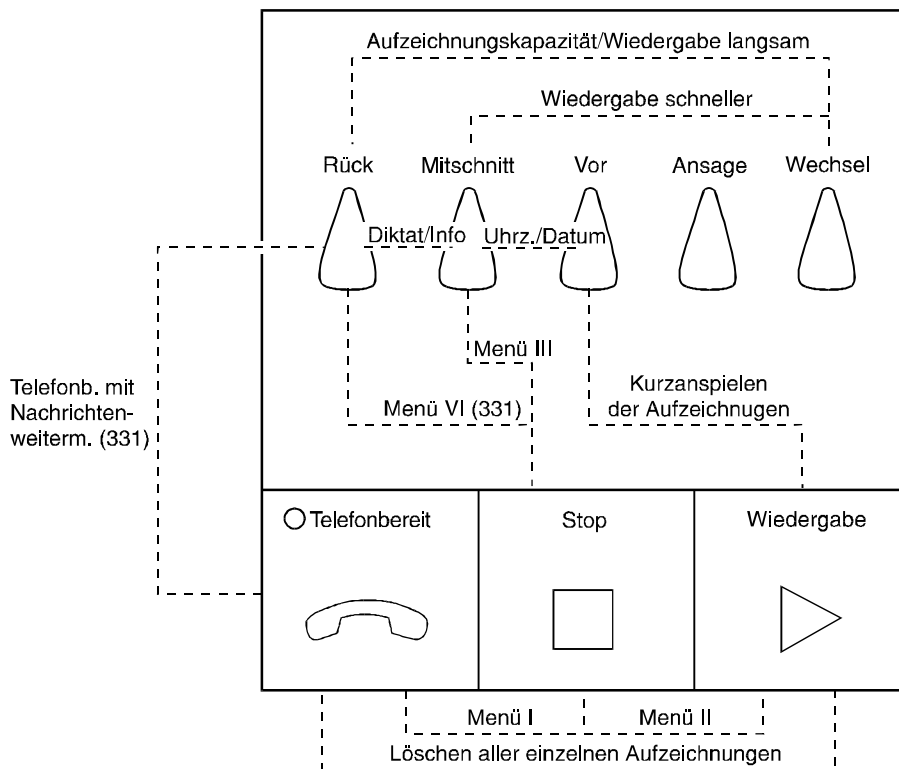 Aufzeichnungskapazität/Wiedergabe langsam
Wiedergabe schneller
Rück Mitschnitt Vor Ansage Wechsel
Diktat/Info Uhrz./Datum
Menü III
Telefonb. mit
Nachrichten-
weiterm. (331)
Menü VI (331)
Kurzanspielen
der Aufzeichnugen
Telefonbereit Stop Wiedergabe
Menü I Menü II
Löschen aller einzelnen Aufzeichnungen